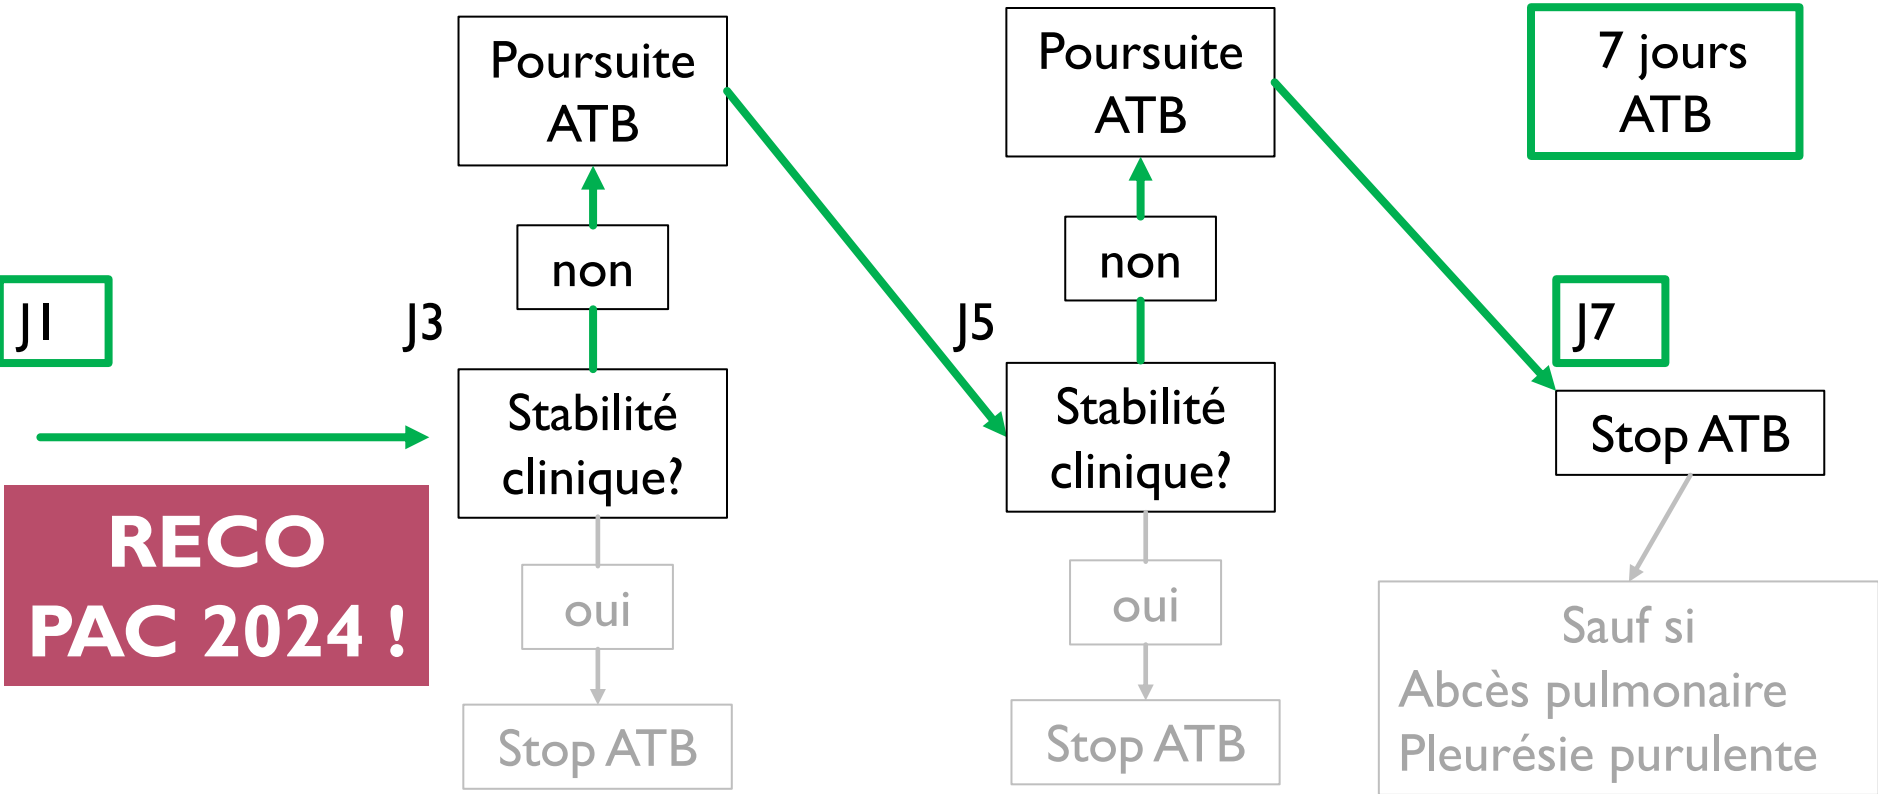 J1
RECO
PAC 2024 !
J3
Poursuite
ATB
non
Stabilité
clinique?
oui
Stop ATB
J5
Poursuite
ATB
non
Stabilité
clinique?
oui
Stop ATB
7 jours
ATB
J7
Stop ATB
Sauf si
Abcès pulmonaire
Pleurésie purulente